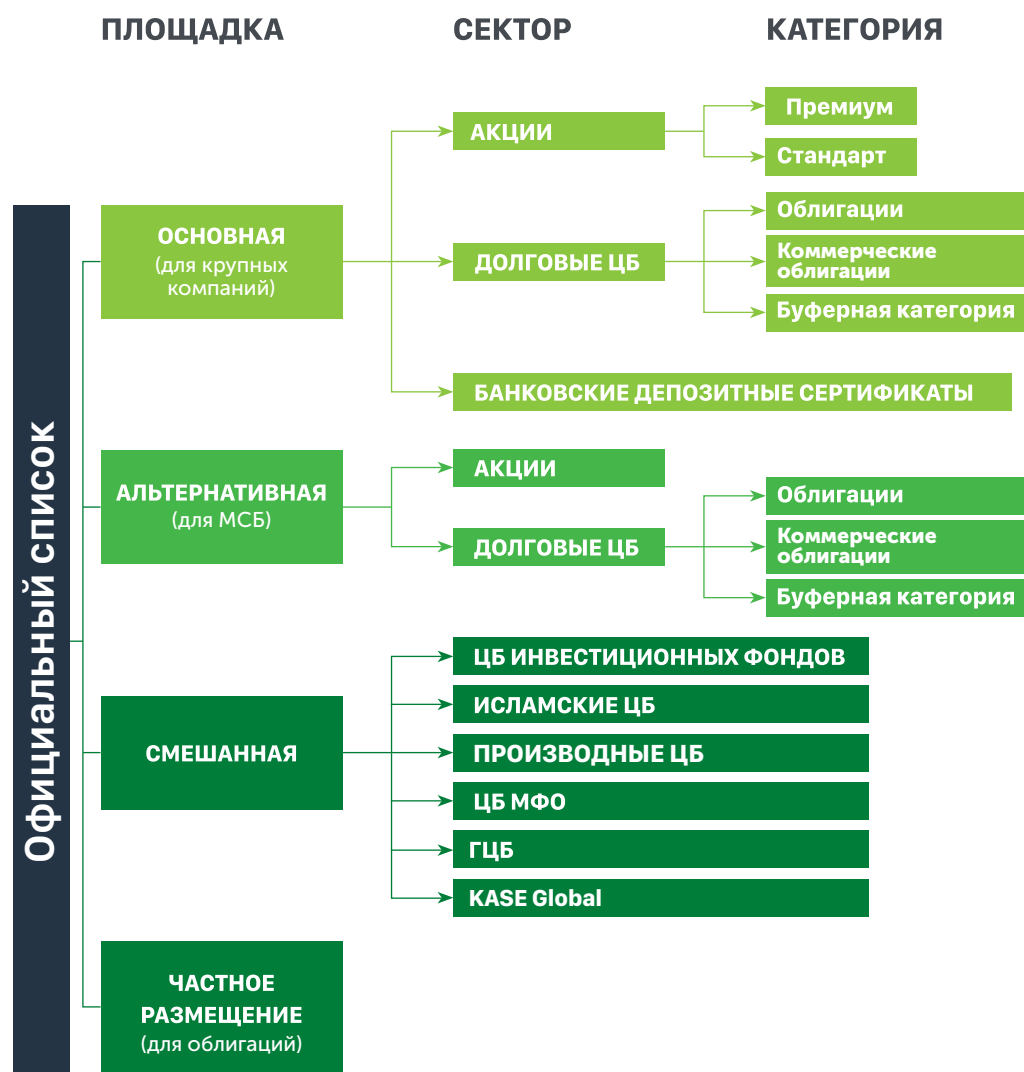 ПЛОЩАДКА
СЕКТОР
КАТЕГОРИЯ
Официальный список
ОСНОВНАЯ
(для крупных
компаний)
АКЦИИ
Премиум
Стандарт
ДОЛГОВЫЕ ЦБ
Облигации
Коммерческие
облигации
Буферная категория
БАНКОВСКИЕ ДЕПОЗИТНЫЕ СЕРТИФИКАТЫ
АЛЬТЕРНАТИВНАЯ
(для МСБ)
АКЦИИ
ДОЛГОВЫЕ ЦБ
Облигации
Коммерческие
облигации
Буферная категория
СМЕШАННАЯ
ЦБ ИНВЕСТИЦИОННЫХ ФОНДОВ
ИСЛАМСКИЕ ЦБ
ПРОИЗВОДНЫЕ ЦБ
ЦБ МФО
ГЦБ
KASE Global
ЧАСТНОЕ
РАЗМЕЩЕНИЕ
(для облигаций)